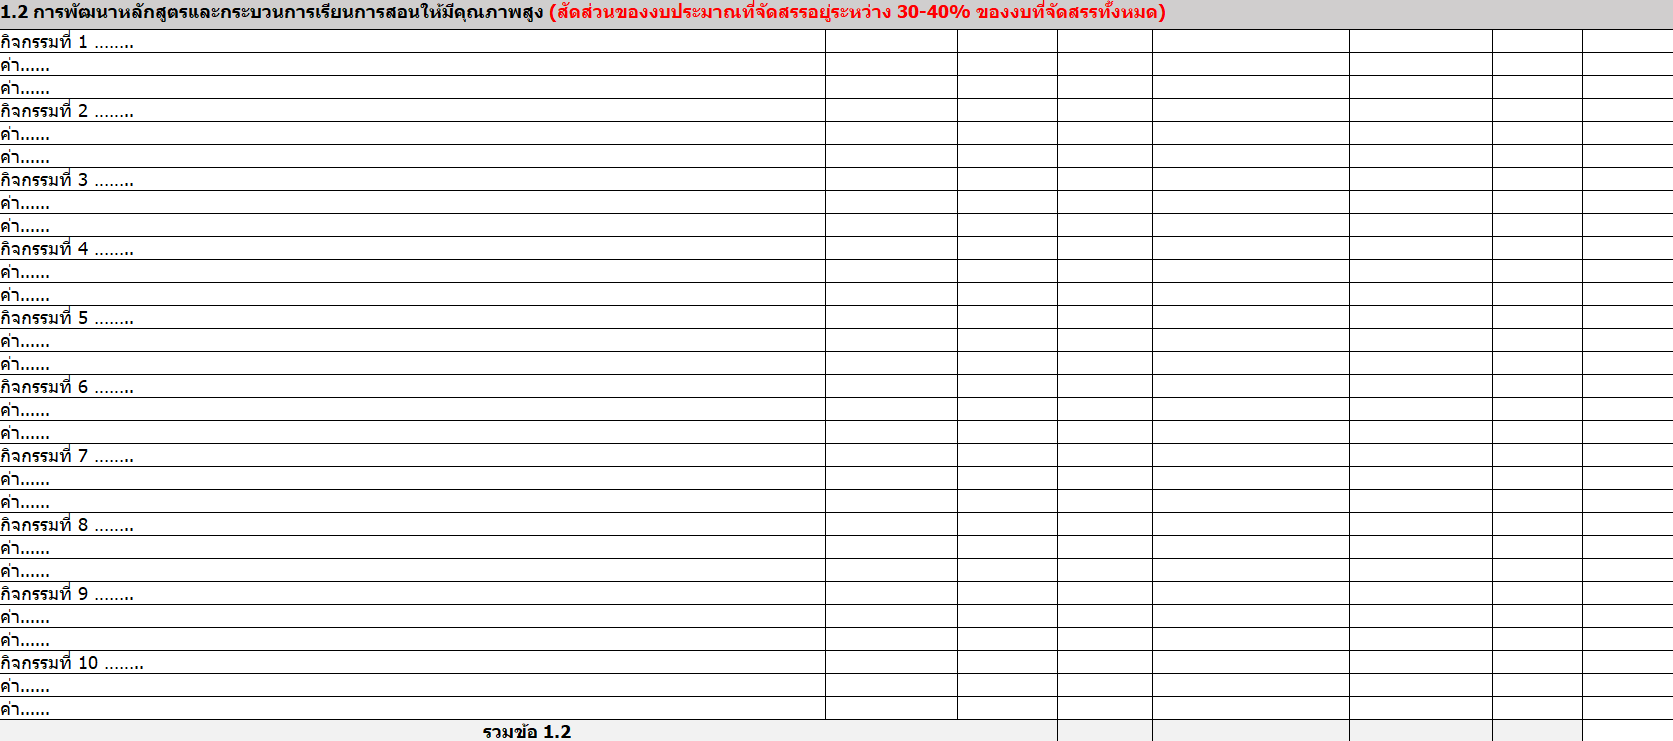 1.2 การพัฒนาหลักสูตรและกระบวนการเรียนการสอนให้มีคุณภาพสูง (สัดส่วนของงบประมาณที่จัดสรรอยู่ระหว่าง 30-40% ของงบที่จัดสรรทั้งหมด)
กิจกรรมที่ 1 ........
ค่า......
ค่า......
กิจกรรมที่ 2 ........
ค่า......
ค่า......
กิจกรรมที่ 3 ........
ค่า......
ค่า......
กิจกรรมที่ 4 ........
ค่า......
ค่า......
กิจกรรมที่ 5 ........
ค่า......
ค่า......
กิจกรรมที่ 6 ........
ค่า......
ค่า......
กิจกรรมที่ 7 ........
ค่า......
ค่า......
กิจกรรมที่ 8 ........
ค่า......
ค่า......
กิจกรรมที่ 9 ........
ค่า......
ค่า......
กิจกรรมที่ 10 ........
ค่า......
ค่า......
รวมข้อ 1.2